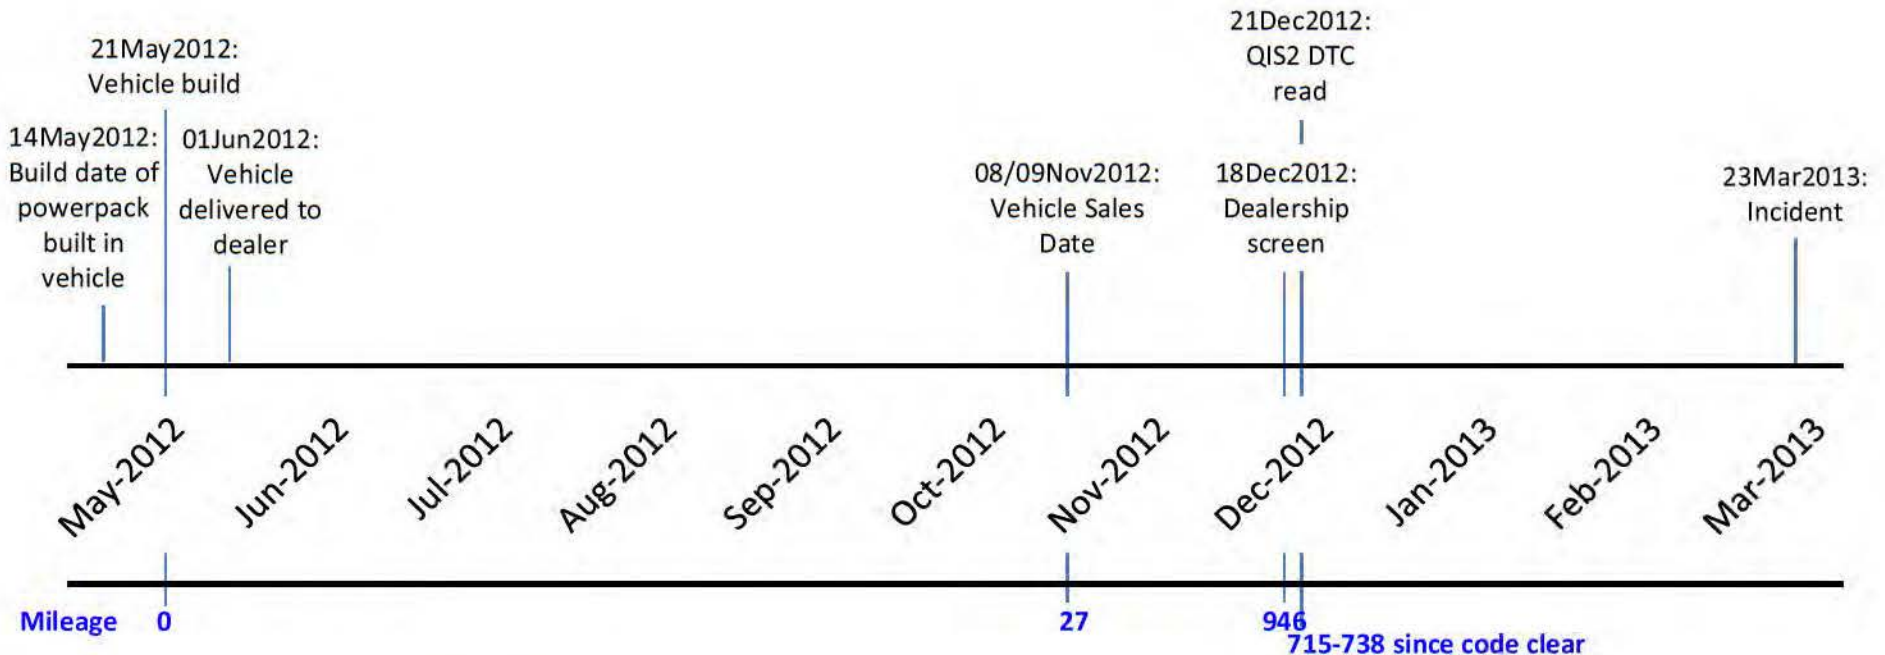 21May2012:
Vehicle build
14May2012:
Build date of
powerpack
built in
vehicle
01Jun2012:
Vehicle
delivered to
dealer
08/09Nov2012:
Vehicle Sales
Date
21Dec2012:
QIS2 DTC
read
18Dec2012:
Dealership
screen
23Mar2013:
Incident
May-2012
Jun-2012
Jul-2012
Aug-2012
Sep-2012
Oct-2012
Nov-2012
Dec-2012
Jan-2013
Feb-2013
Mar-2013
Mileage 0 27 946
715-738 since code clear